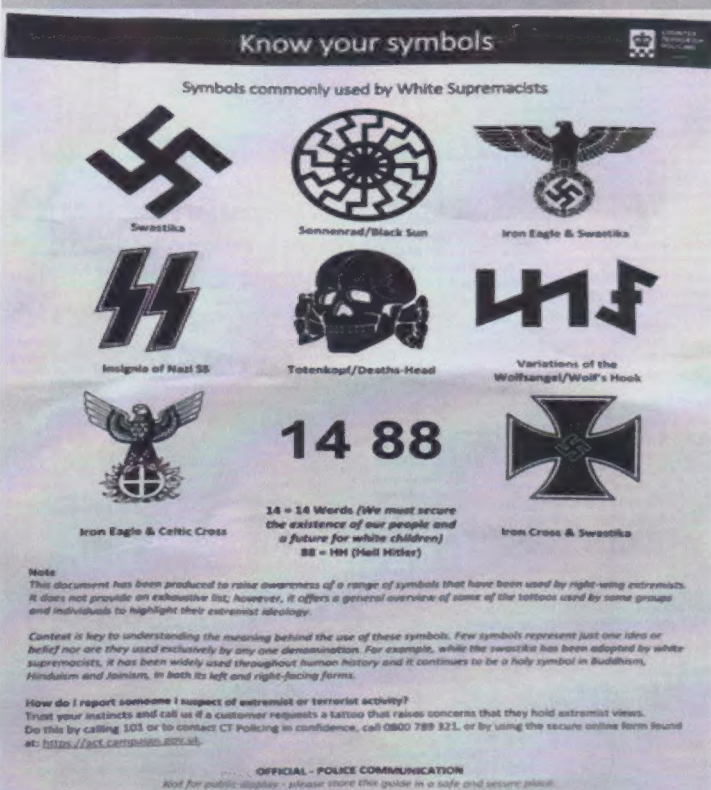 Know your symbols
COUNTER
TERRORISM
POLICING
Symbols commonly used by White Supremacists
Swastika
Sonnenrad/Black Sun
Iron Eagle & Swastika
Insignia of Nazi SS
Totenkopf/Deaths-Head
Variations of the
Wolfsangel/Wolf's Hook
14 88
Iron Eagle & Celtic Cross
14 = 14 Words (We must secure
the existence of our people and
a future for white children)
88 = HH (Heil Hitler)
Iron Cross & Swastika
Note
This document has been produced to raise awareness of a range of symbols that have been used by right-wing extremists.
It does not provide an exhaustive list; however, it offers a general overview of some of the tattoos used by some groups
and individuals to highlight their extremist ideology.
Context is key to understanding the meaning behind the use of these symbols. Few symbols represent just one idea or
belief nor are they used exclusively by any one denomination. For example, while the swastika has been adopted by white
supremacists, it has been widely used throughout human history and it continues to be a holy symbol in Buddhism,
Hinduism and Jainism, in both its left and right-facing forms.
How do I report someone I suspect of extremist or terrorist activity?
Trust your instincts and call us if a customer requests a tattoo that raises concerns that they hold extremist views.
Do this by calling 101 or to contact CT Policing in confidence, call 0800 789 321, or by using the secure online form found
at: https://act.campaign.gov.uk.
OFFICIAL - POLICE COMMUNICATION
Not for public display - please store this guide in a safe and secure place.